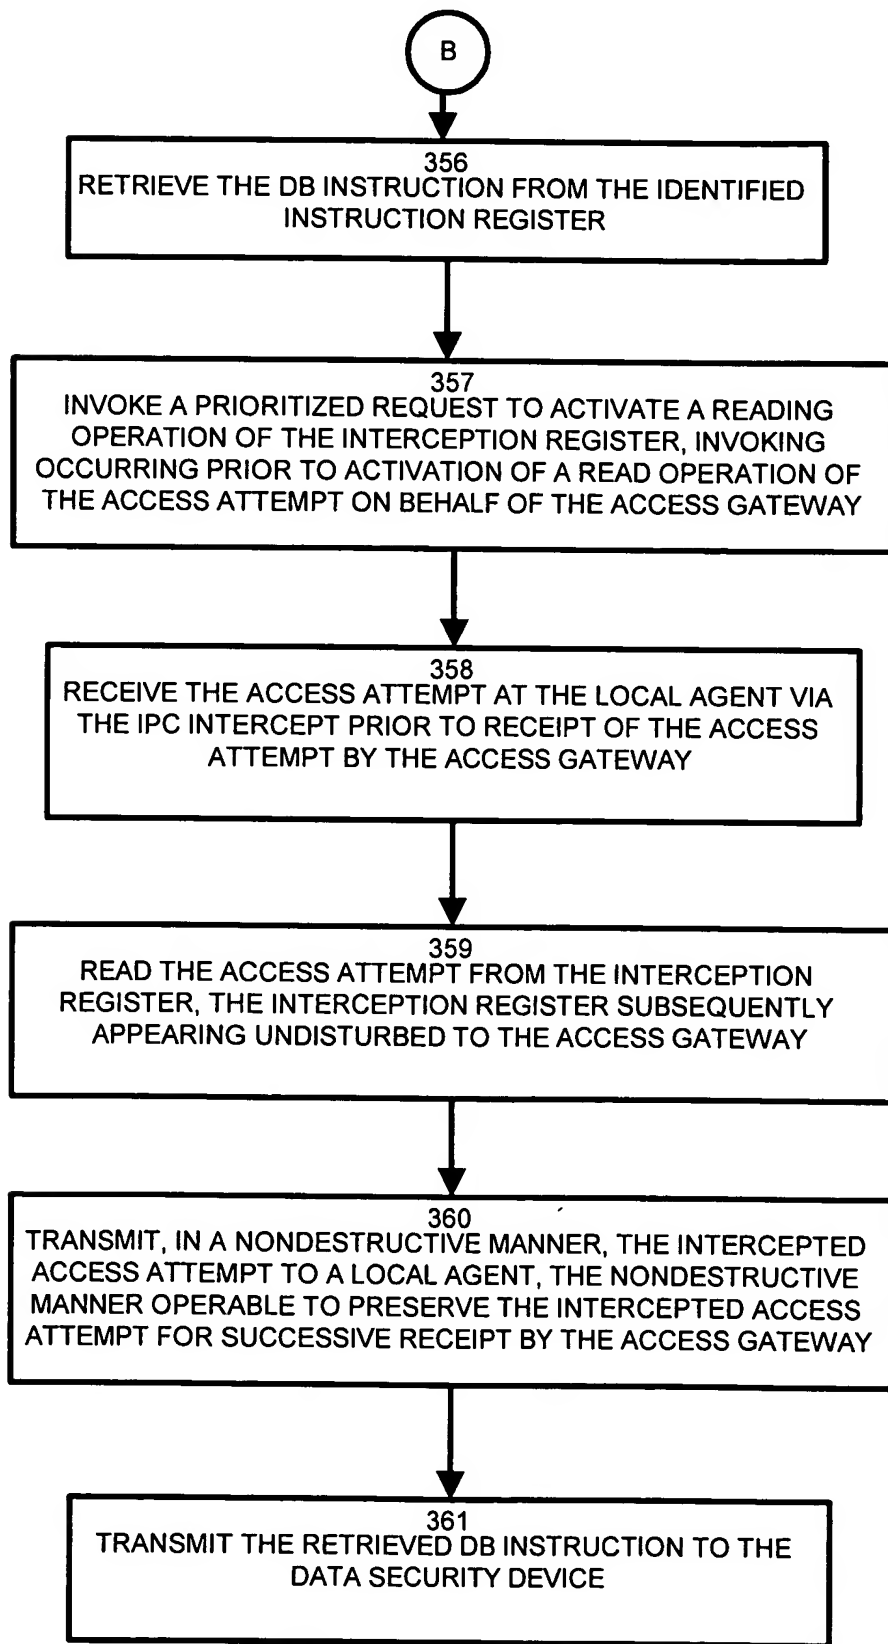 B
356
RETRIEVE THE DB INSTRUCTION FROM THE IDENTIFIED
INSTRUCTION REGISTER
357
INVOKE A PRIORITIZED REQUEST TO ACTIVATE A READING
OPERATION OF THE INTERCEPTION REGISTER, INVOKING
OCCURRING PRIOR TO ACTIVATION OF A READ OPERATION OF
THE ACCESS ATTEMPT ON BEHALF OF THE ACCESS GATEWAY
358
RECEIVE THE ACCESS ATTEMPT AT THE LOCAL AGENT VIA
THE IPC INTERCEPT PRIOR TO RECEIPT OF THE ACCESS
ATTEMPT BY THE ACCESS GATEWAY
359
READ THE ACCESS ATTEMPT FROM THE INTERCEPTION
REGISTER, THE INTERCEPTION REGISTER SUBSEQUENTLY
APPEARING UNDISTURBED TO THE ACCESS GATEWAY
360
TRANSMIT, IN A NONDESTRUCTIVE MANNER, THE INTERCEPTED
ACCESS ATTEMPT TO A LOCAL AGENT, THE NONDESTRUCTIVE
MANNER OPERABLE TO PRESERVE THE INTERCEPTED ACCESS
ATTEMPT FOR SUCCESSIVE RECEIPT BY THE ACCESS GATEWAY
361
TRANSMIT THE RETRIEVED DB INSTRUCTION TO THE
DATA SECURITY DEVICE